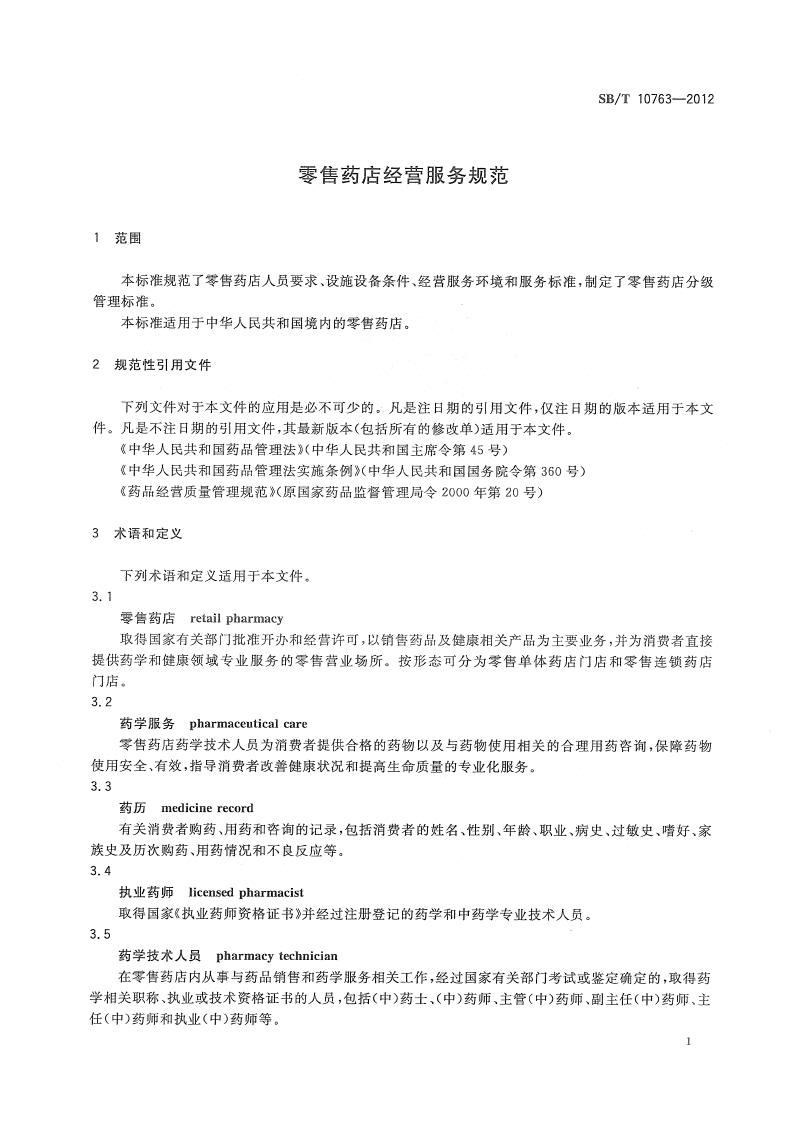 SB/T 10763—2012
零售药店经营服务规范
1 范围
本标准规范了零售药店人员要求、设施设备条件、经营服务环境和服务标准,制定了零售药店分级
管理标准。
本标准适用于中华人民共和国境内的零售药店。
2 规范性引用文件
下列文件对于本文件的应用是必不可少的。凡是注日期的引用文件,仅注日期的版本适用于本文
件。凡是不注日期的引用文件,其最新版本(包括所有的修改单)适用于本文件。
《中华人民共和国药品管理法》(中华人民共和国主席令第 45 号)
《中华人民共和国药品管理法实施条例》(中华人民共和国国务院令第 360 号)
《药品经营质量管理规范》(原国家药品监督管理局令 2000 年第 20 号)
3 术语和定义
下列术语和定义适用于本文件。
3.1
零售药店 retail pharmacy
取得国家有关部门批准开办和经营许可,以销售药品及健康相关产品为主要业务,并为消费者直接
提供药学和健康领域专业服务的零售营业场所。按形态可分为零售单体药店门店和零售连锁药店
门店。
3.2
药学服务 pharmaceutical care
零售药店药学技术人员为消费者提供合格的药物以及与药物使用相关的合理用药咨询,保障药物
使用安全、有效,指导消费者改善健康状况和提高生命质量的专业化服务。
3.3
药历 medicine record
有关消费者购药、用药和咨询的记录,包括消费者的姓名、性别、年龄、职业、病史、过敏史、嗜好、家
族史及历次购药、用药情况和不良反应等。
3.4
执业药师 licensed pharmacist
取得国家《执业药师资格证书》并经过注册登记的药学和中药学专业技术人员。
3.5
药学技术人员 pharmacy technician
在零售药店内从事与药品销售和药学服务相关工作,经过国家有关部门考试或鉴定确定的,取得药
学相关职称、执业或技术资格证书的人员,包括(中)药士、(中)药师、主管(中)药师、副主任(中)药师、主
任(中)药师和执业(中)药师等。
1